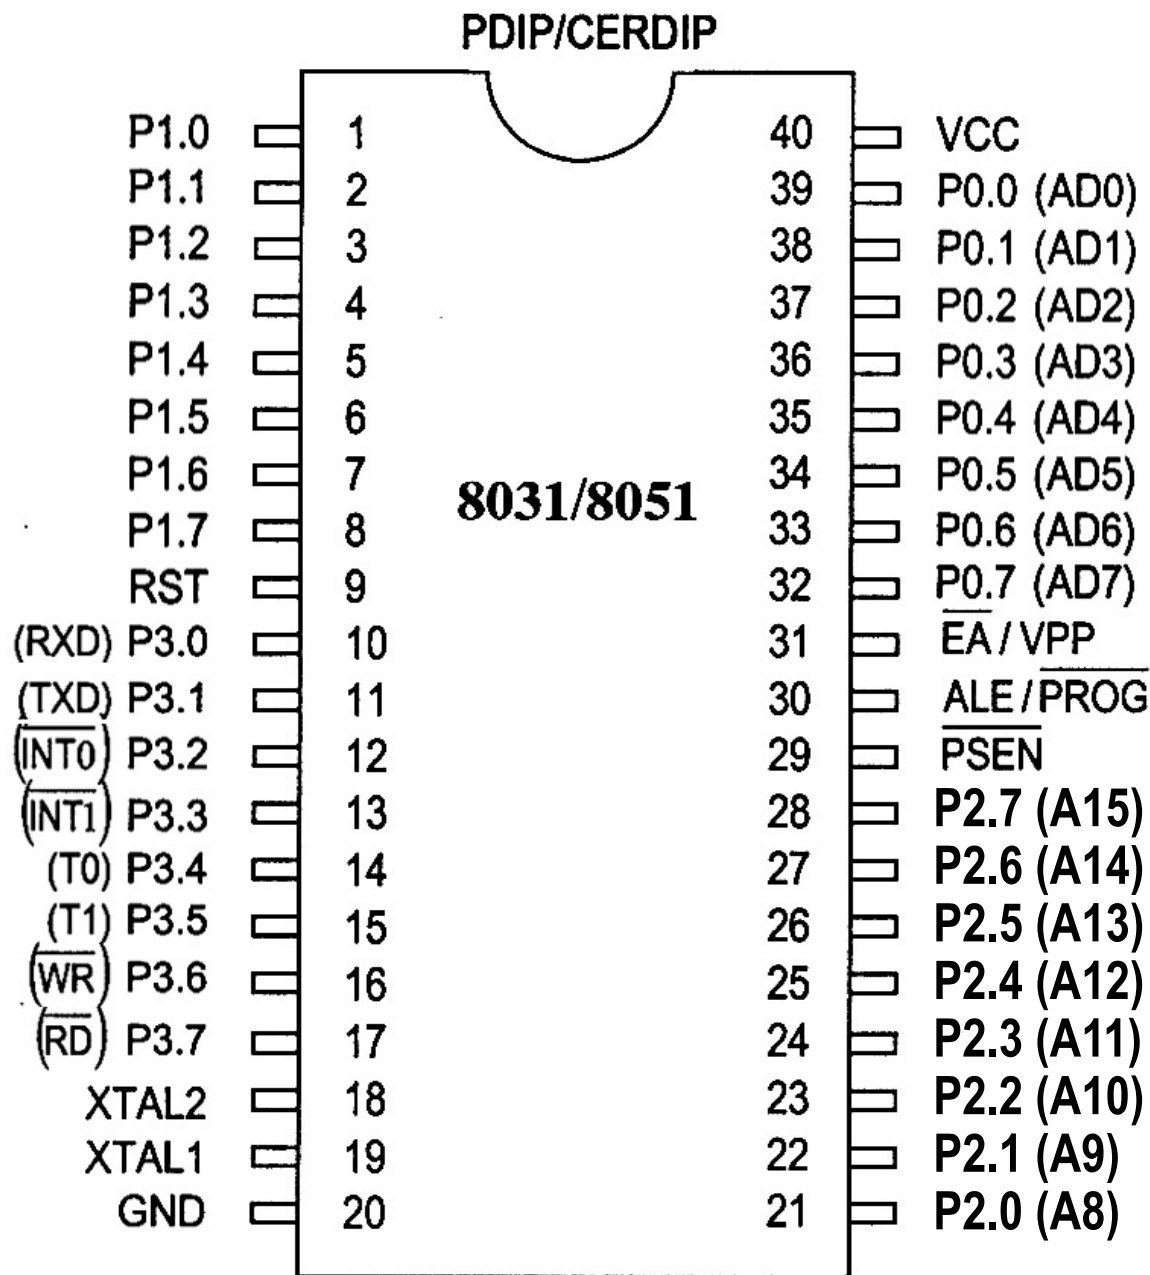 PDIP/CERDIP
P1.0 1 40 VCC
P1.1 2 39 P0.0 (AD0)
P1.2 3 38 P0.1 (AD1)
P1.3 4 37 P0.2 (AD2)
P1.4 5 36 P0.3 (AD3)
P1.5 6 35 P0.4 (AD4)
P1.6 7 34 P0.5 (AD5)
8031/8051
P1.7 8 33 P0.6 (AD6)
RST 9 32 P0.7 (AD7)
(RXD) P3.0 10 31 E̅A̅ / VPP
(TXD) P3.1 11 30 ALE / P̅R̅O̅G̅
(I̅N̅T̅0̅) P3.2 12 29 P̅S̅E̅N̅
(I̅N̅T̅1̅) P3.3 13 28 P2.7 (A15)
(T0) P3.4 14 27 P2.6 (A14)
(T1) P3.5 15 26 P2.5 (A13)
(W̅R̅) P3.6 16 25 P2.4 (A12)
(R̅D̅) P3.7 17 24 P2.3 (A11)
XTAL2 18 23 P2.2 (A10)
XTAL1 19 22 P2.1 (A9)
GND 20 21 P2.0 (A8)